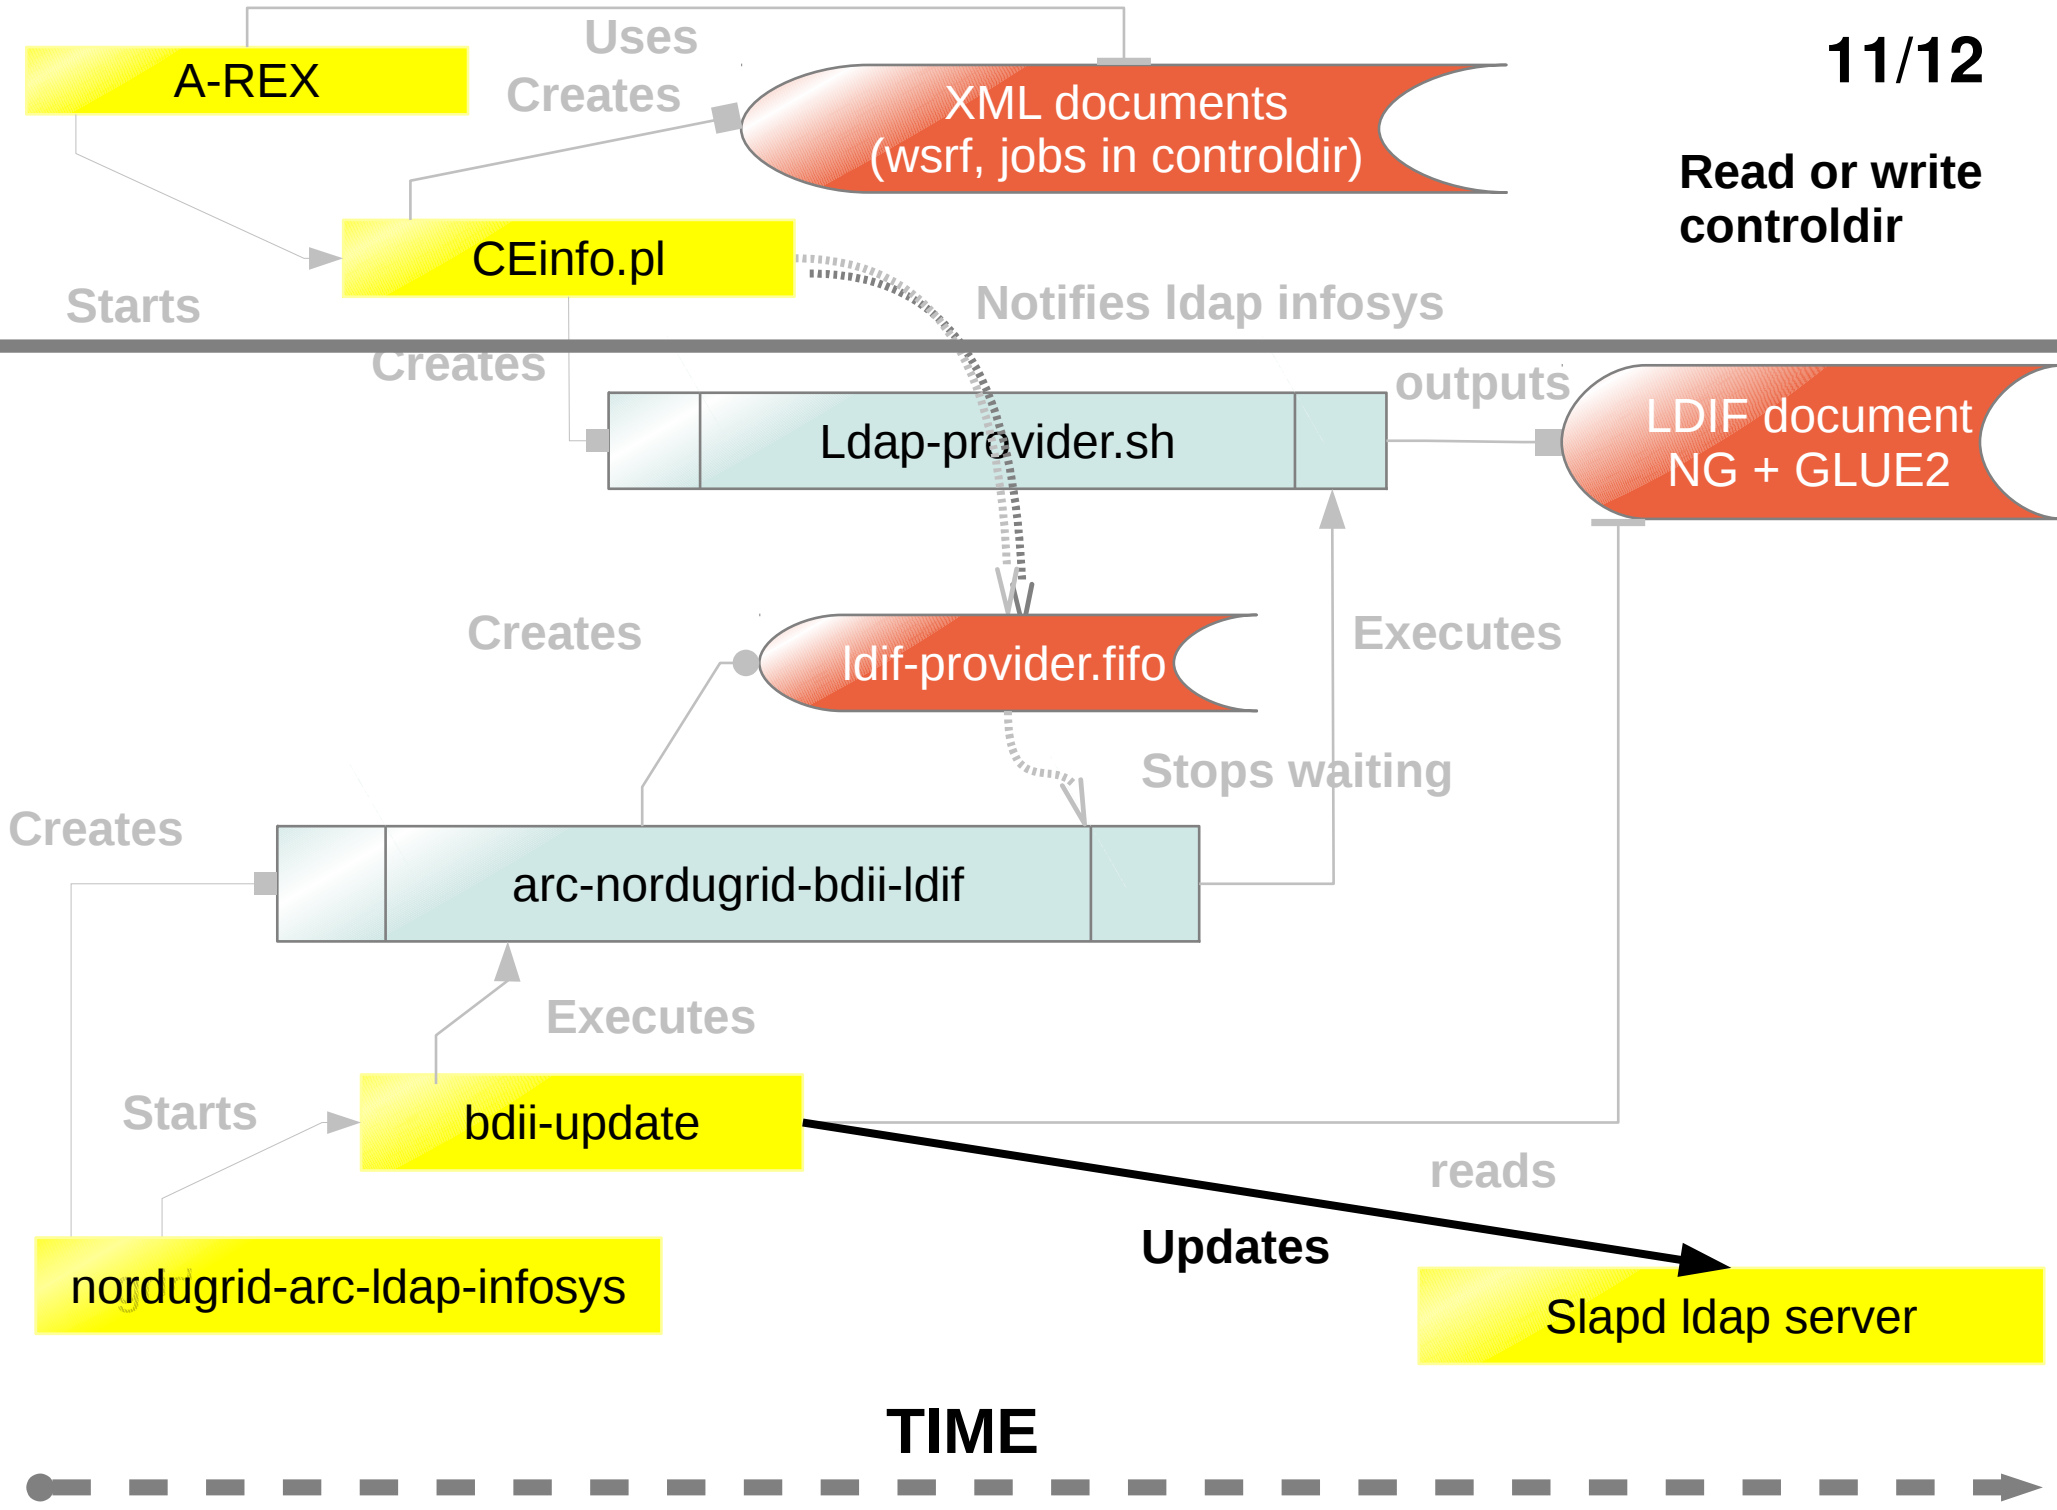 Uses
11/12
A-REX
Creates
XML documents
(wsrf, jobs in controldir)
Read or write
controldir
CEinfo.pl
Starts
Notifies ldap infosys
Creates
outputs
Ldap-provider.sh
LDIF document
NG + GLUE2
Creates
ldif-provider.fifo
Executes
Stops waiting
Creates
arc-nordugrid-bdii-ldif
Executes
Starts
bdii-update
reads
Updates
nordugrid-arc-ldap-infosys
Slapd ldap server
TIME